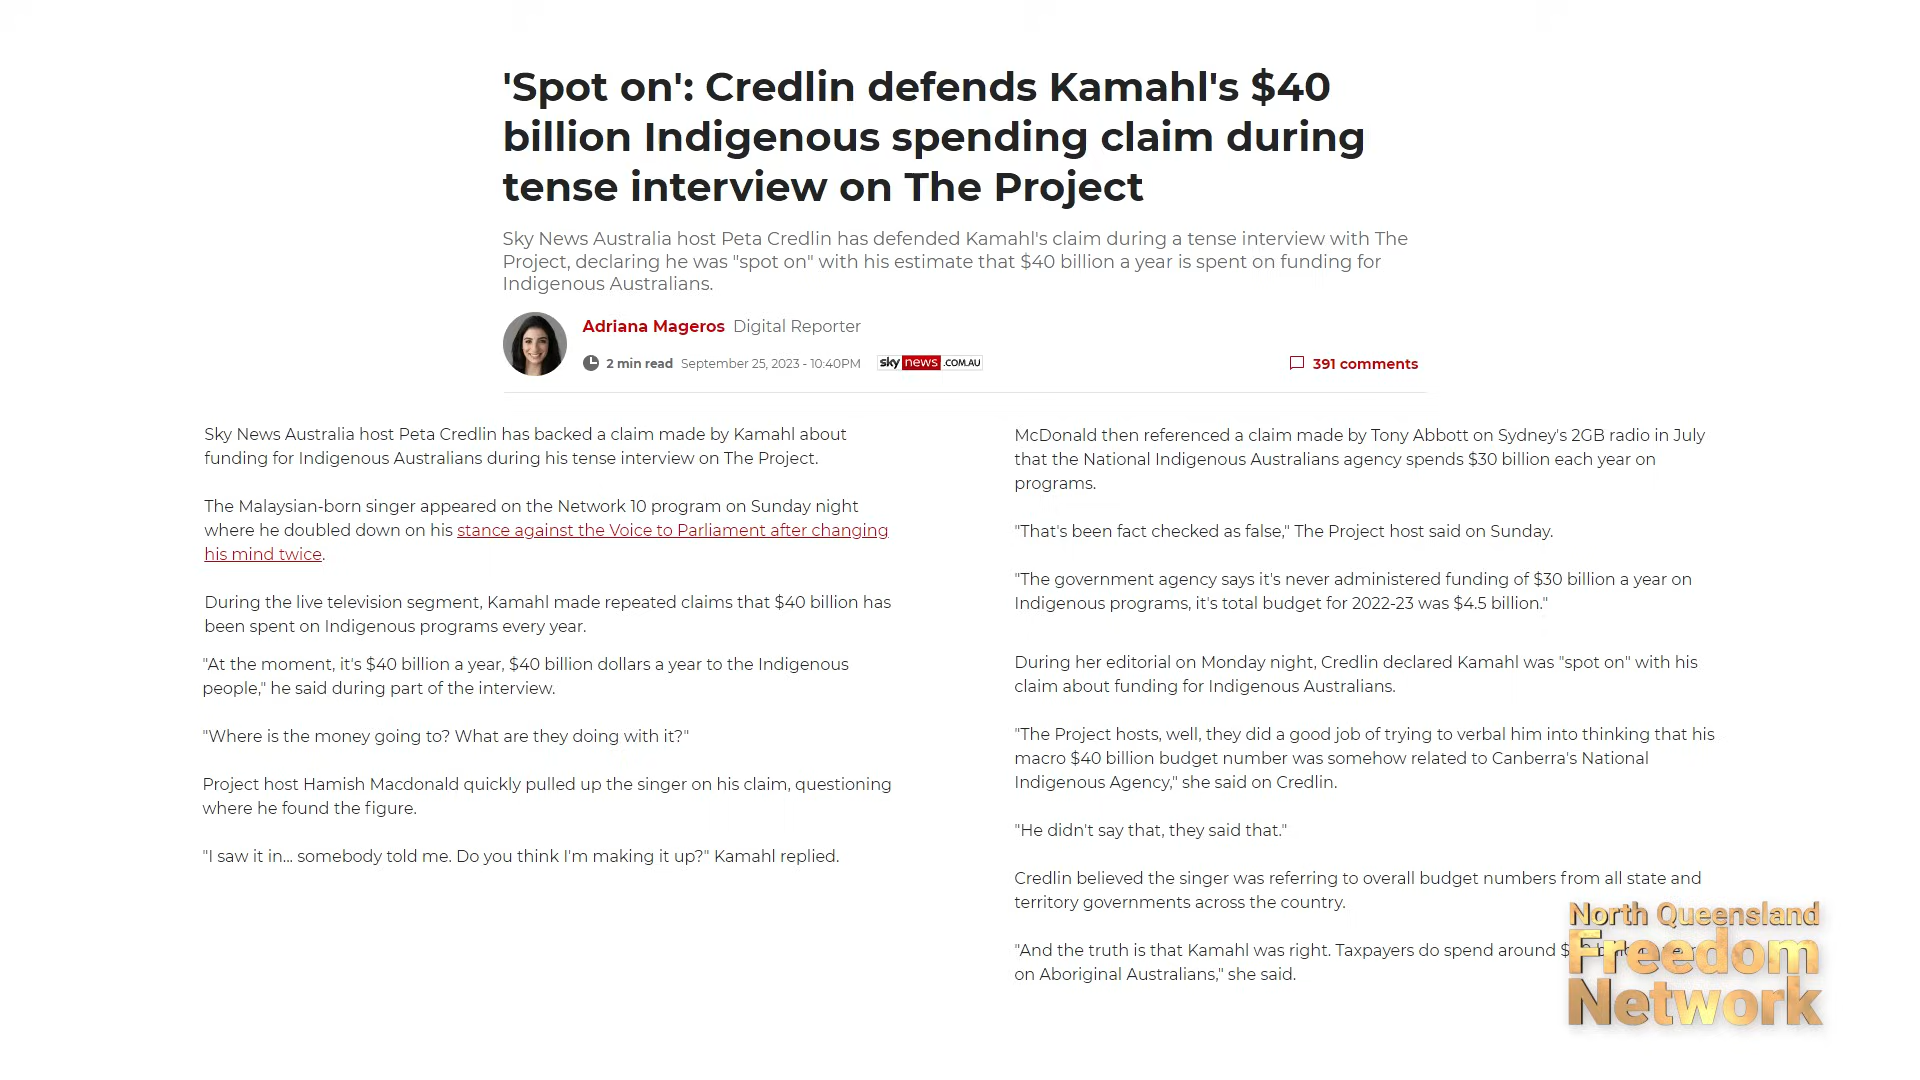 'Spot on': Credlin defends Kamahl's $40
billion Indigenous spending claim during
tense interview on The Project
Sky News Australia host Peta Credlin has defended Kamahl's claim during a tense interview with The
Project, declaring he was "spot on" with his estimate that $40 billion a year is spent on funding for
Indigenous Australians.
Adriana Mageros Digital Reporter
2 min read September 25, 2023 - 10:40PM sky news .COM.AU
391 comments
Sky News Australia host Peta Credlin has backed a claim made by Kamahl about
funding for Indigenous Australians during his tense interview on The Project.
The Malaysian-born singer appeared on the Network 10 program on Sunday night
where he doubled down on his stance against the Voice to Parliament after changing
his mind twice.
During the live television segment, Kamahl made repeated claims that $40 billion has
been spent on Indigenous programs every year.
"At the moment, it's $40 billion a year, $40 billion dollars a year to the Indigenous
people," he said during part of the interview.
"Where is the money going to? What are they doing with it?"
Project host Hamish Macdonald quickly pulled up the singer on his claim, questioning
where he found the figure.
"I saw it in... somebody told me. Do you think I'm making it up?" Kamahl replied.
McDonald then referenced a claim made by Tony Abbott on Sydney's 2GB radio in July
that the National Indigenous Australians agency spends $30 billion each year on
programs.
"That's been fact checked as false," The Project host said on Sunday.
"The government agency says it's never administered funding of $30 billion a year on
Indigenous programs, it's total budget for 2022-23 was $4.5 billion."
During her editorial on Monday night, Credlin declared Kamahl was "spot on" with his
claim about funding for Indigenous Australians.
"The Project hosts, well, they did a good job of trying to verbal him into thinking that his
macro $40 billion budget number was somehow related to Canberra's National
Indigenous Agency," she said on Credlin.
"He didn't say that, they said that."
Credlin believed the singer was referring to overall budget numbers from all state and
territory governments across the country.
"And the truth is that Kamahl was right. Taxpayers do spend around
on Aboriginal Australians," she said.
North Queensland
Freedom
Network